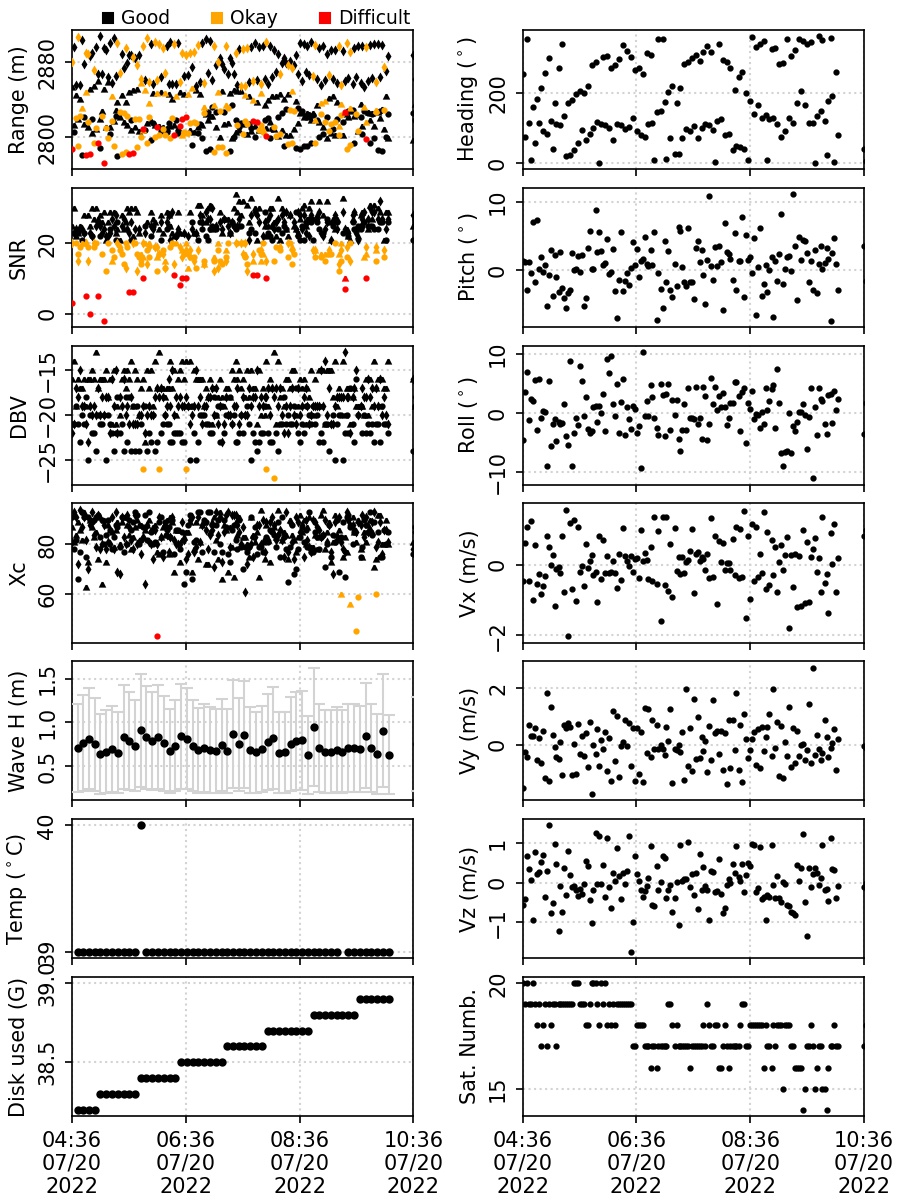 Good Okay Difficult
Range (m)
2880
2800
Heading (°)
200
0
SNR
20
0
Pitch (°)
10
0
DBV
−15
−20
−25
Roll (°)
10
0
−10
Xc
80
60
Vx (m/s)
0
−2
Wave H (m)
1.5
1.0
0.5
Vy (m/s)
2
0
Temp (°C)
40
39
Vz (m/s)
1
0
−1
Disk used (G)
39.0
38.5
Sat. Numb.
20
15
04:36 06:36 08:36 10:36
07/20 07/20 07/20 07/20
2022 2022 2022 2022
04:36 06:36 08:36 10:36
07/20 07/20 07/20 07/20
2022 2022 2022 2022